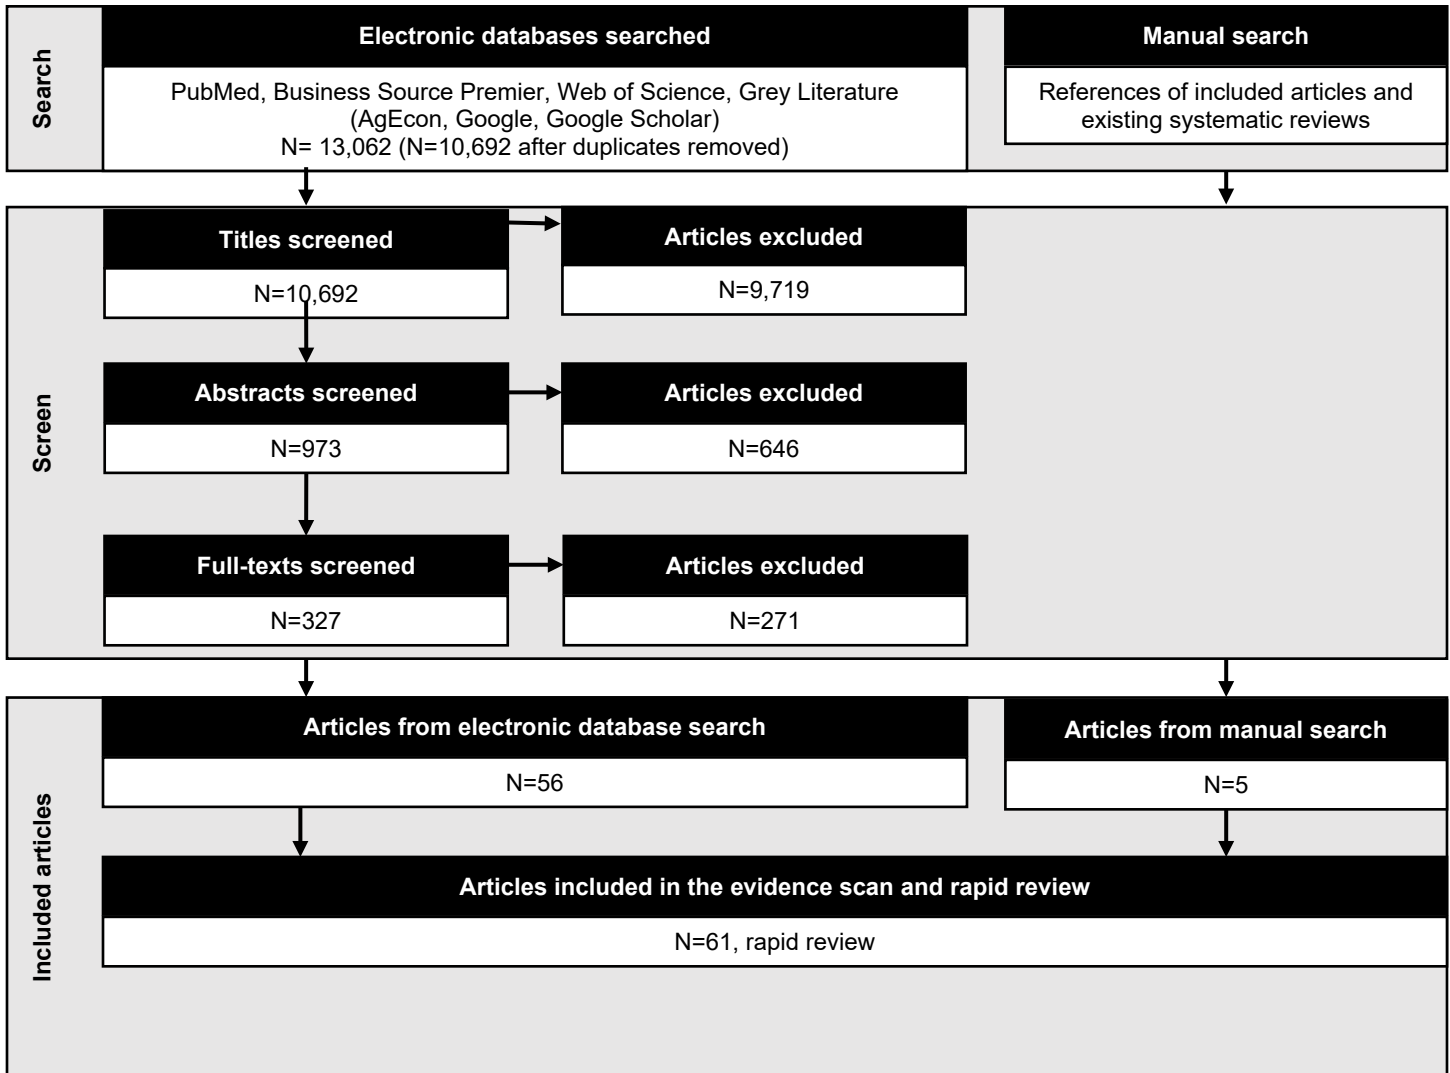 Search
Electronic databases searched
PubMed, Business Source Premier, Web of Science, Grey Literature
(AgEcon, Google, Google Scholar)
N= 13,062 (N=10,692 after duplicates removed)
Manual search
References of included articles and
existing systematic reviews
Screen
Titles screened
N=10,692
Articles excluded
N=9,719
Abstracts screened
N=973
Articles excluded
N=646
Full-texts screened
N=327
Articles excluded
N=271
Included articles
Articles from electronic database search
N=56
Articles from manual search
N=5
Articles included in the evidence scan and rapid review
N=61, rapid review